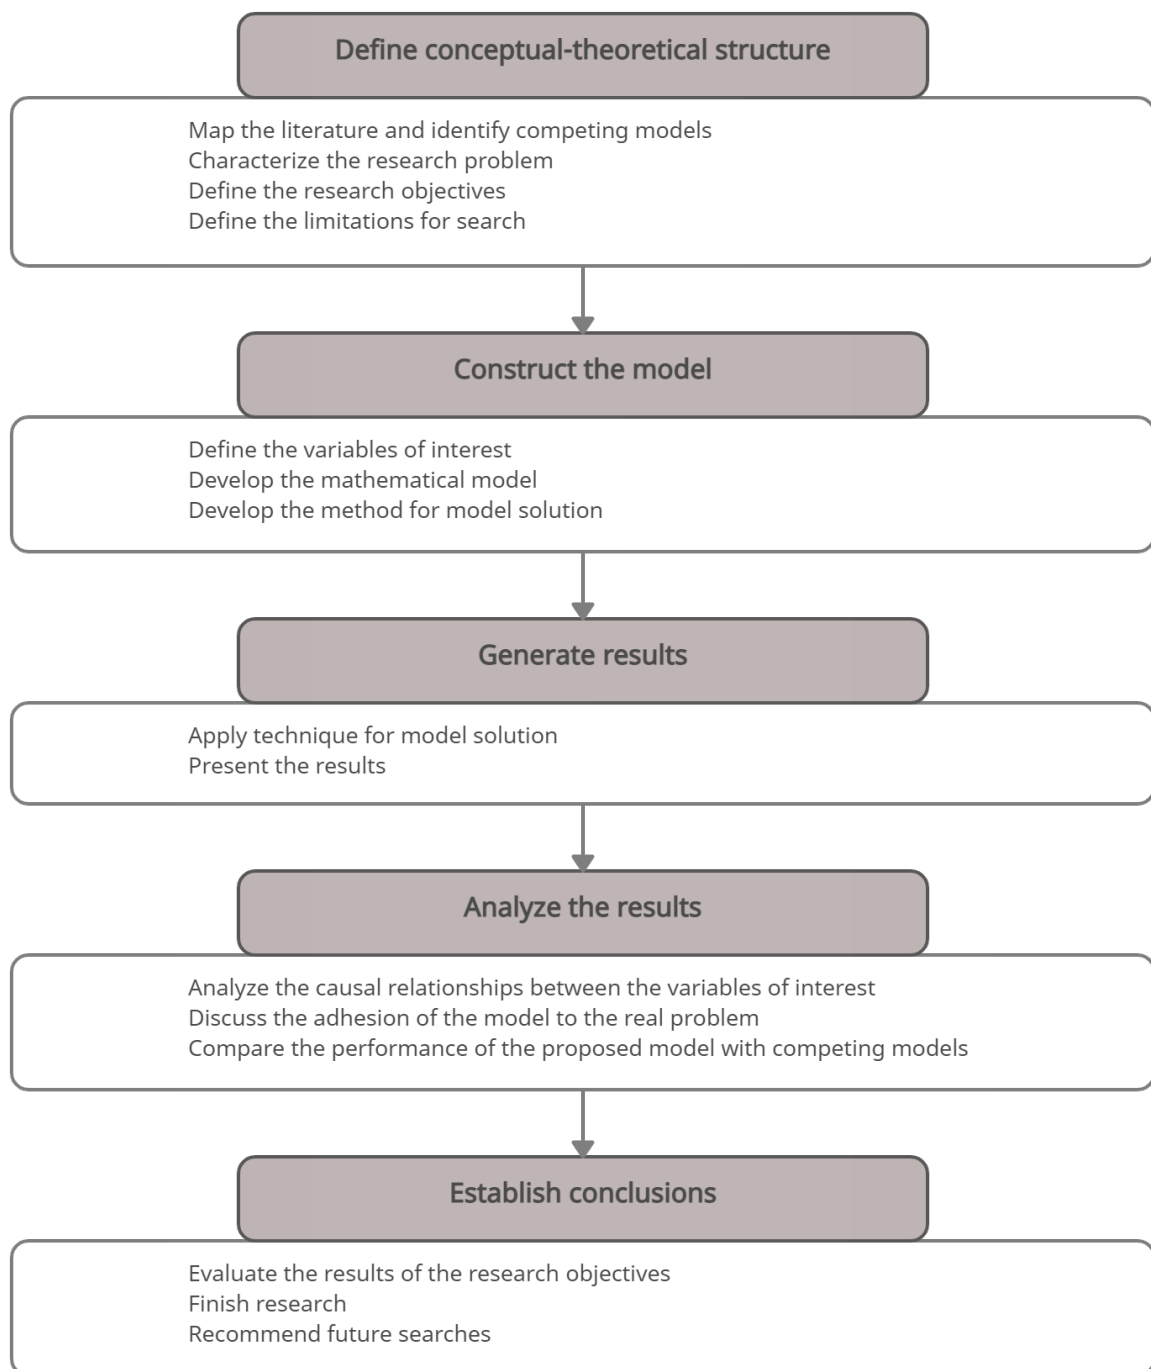 Define conceptual-theoretical structure
Map the literature and identify competing models
Characterize the research problem
Define the research objectives
Define the limitations for search
Construct the model
Define the variables of interest
Develop the mathematical model
Develop the method for model solution
Generate results
Apply technique for model solution
Present the results
Analyze the results
Analyze the causal relationships between the variables of interest
Discuss the adhesion of the model to the real problem
Compare the performance of the proposed model with competing models
Establish conclusions
Evaluate the results of the research objectives
Finish research
Recommend future searches